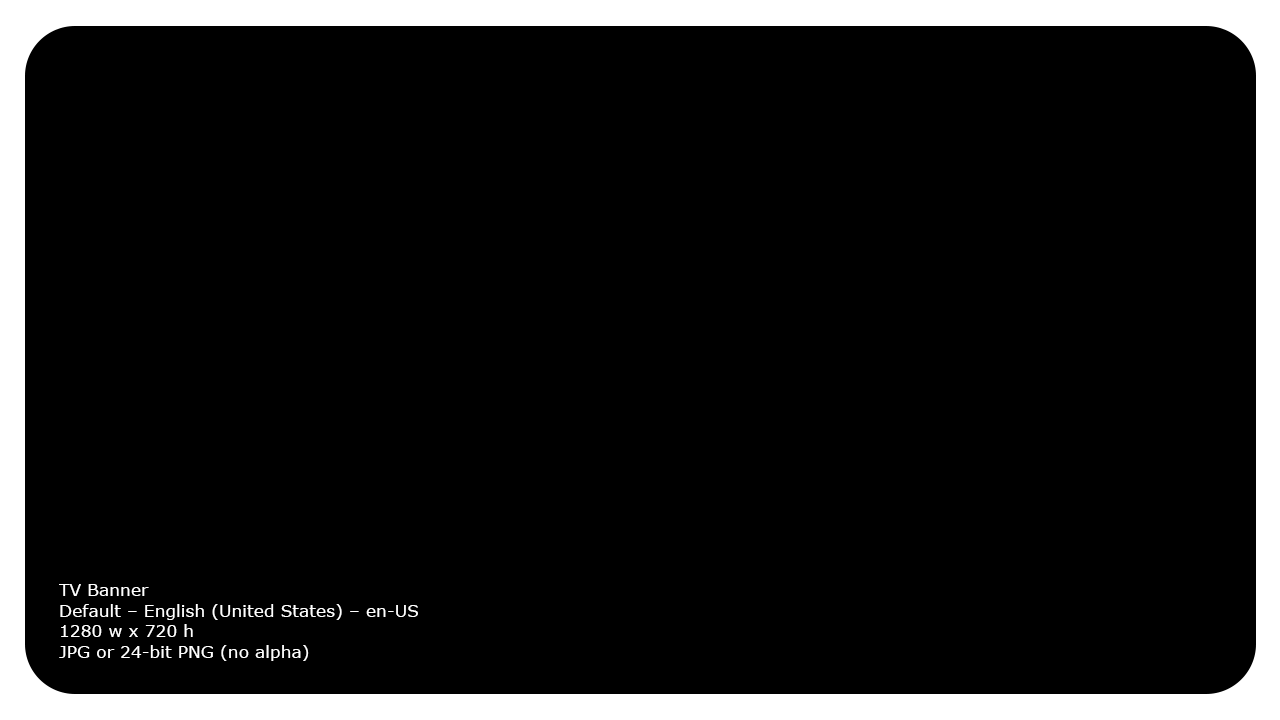 TV Banner
Default – English (United States) – en-US
1280 w x 720 h
JPG or 24-bit PNG (no alpha)